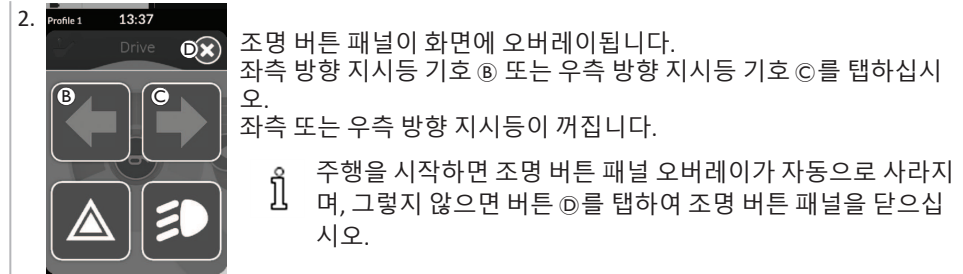 2.
Profile 1 13:37
Drive Ⓓ
Ⓑ Ⓒ
조명 버튼 패널이 화면에 오버레이됩니다.
좌측 방향 지시등 기호 Ⓑ 또는 우측 방향 지시등 기호 Ⓒ를 탭하십시
오.
좌측 또는 우측 방향 지시등이 꺼집니다.
주행을 시작하면 조명 버튼 패널 오버레이가 자동으로 사라지
며, 그렇지 않으면 버튼 Ⓓ를 탭하여 조명 버튼 패널을 닫으십
시오.